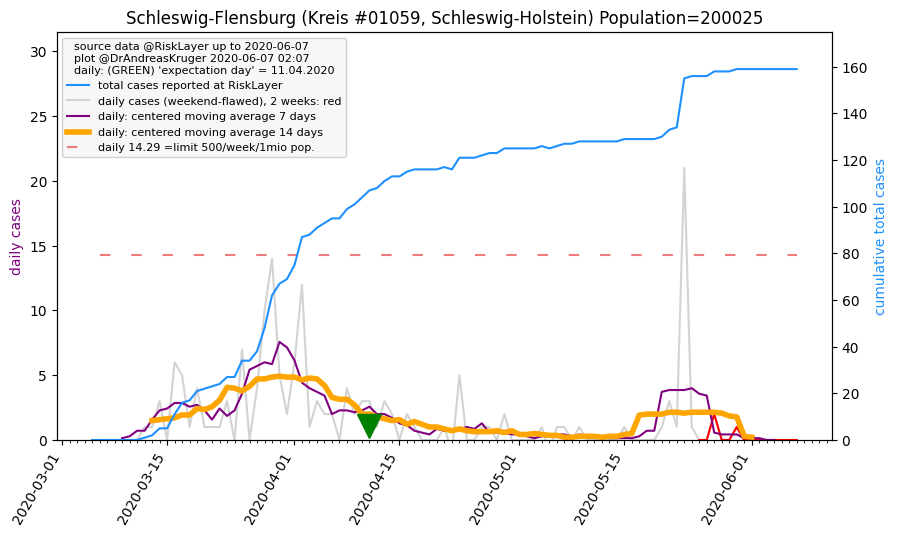 Schleswig-Flensburg (Kreis #01059, Schleswig-Holstein) Population=200025
source data @RiskLayer up to 2020-06-07
plot @DrAndreasKruger 2020-06-07 02:07
daily: (GREEN) 'expectation day' = 11.04.2020
total cases reported at RiskLayer
daily cases (weekend-flawed), 2 weeks: red
daily: centered moving average 7 days
daily: centered moving average 14 days
daily 14.29 =limit 500/week/1mio pop.
daily cases
30
25
20
15
10
5
0
cumulative total cases
160
140
120
100
80
60
40
20
0
2020-03-01
2020-03-15
2020-04-01
2020-04-15
2020-05-01
2020-05-15
2020-06-01